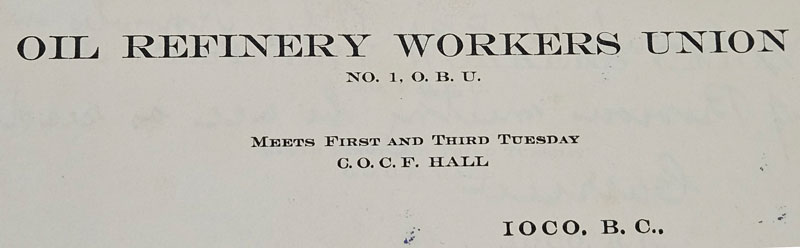 OIL REFINERY WORKERS UNION
NO. 1, O. B. U.
MEETS FIRST AND THIRD TUESDAY
C. O. C. F. HALL
IOCO, B. C.,